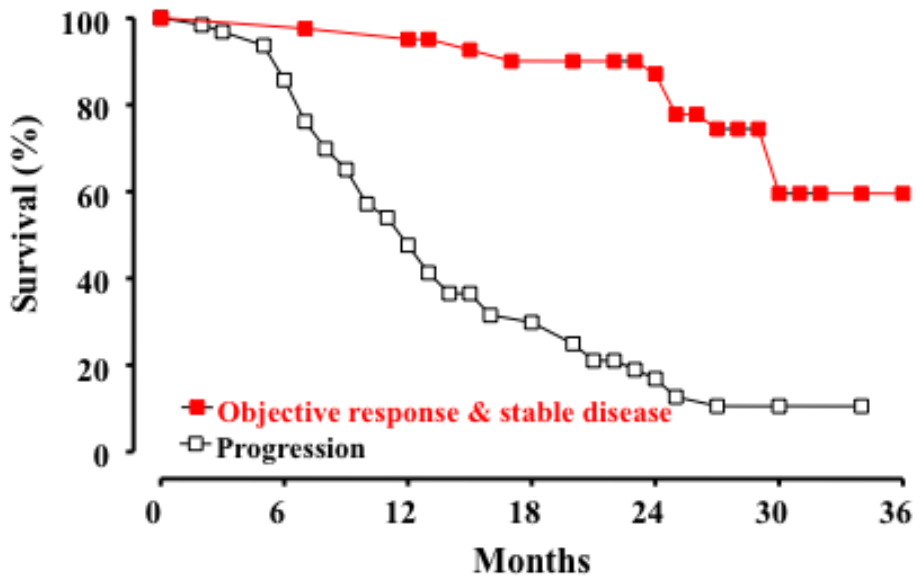 Survival (%)
100
80
60
40
20
0
Objective response & stable disease
Progression
0 6 12 18 24 30 36
Months